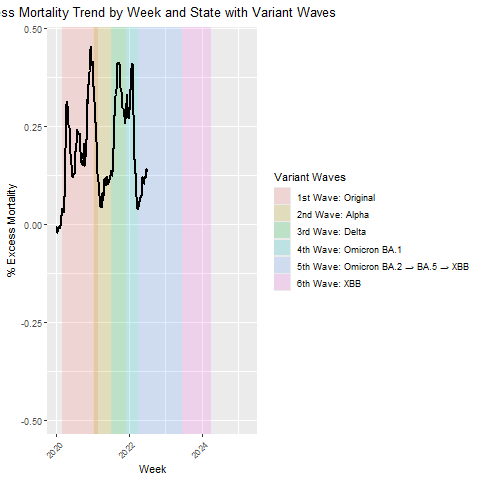 ess Mortality Trend by Week and State with Variant Waves
0.50
0.25
0.00
-0.25
-0.50
% Excess Mortality
2020
2022
2024
Week
Variant Waves
1st Wave: Original
2nd Wave: Alpha
3rd Wave: Delta
4th Wave: Omicron BA.1
5th Wave: Omicron BA.2 → BA.5 → XBB
6th Wave: XBB